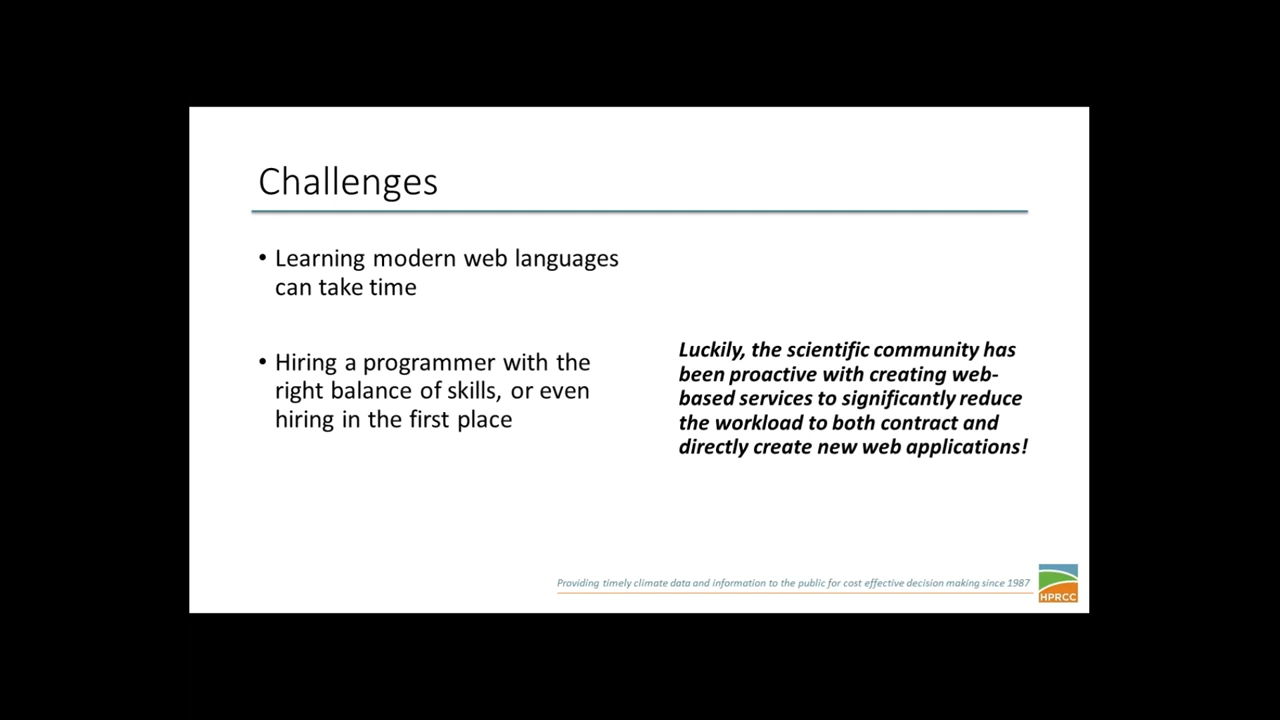 Challenges
• Learning modern web languages
can take time
• Hiring a programmer with the
right balance of skills, or even
hiring in the first place
Luckily, the scientific community has
been proactive with creating web-
based services to significantly reduce
the workload to both contract and
directly create new web applications!
Providing timely climate data and information to the public for cost effective decision making since 1987
HPRCC